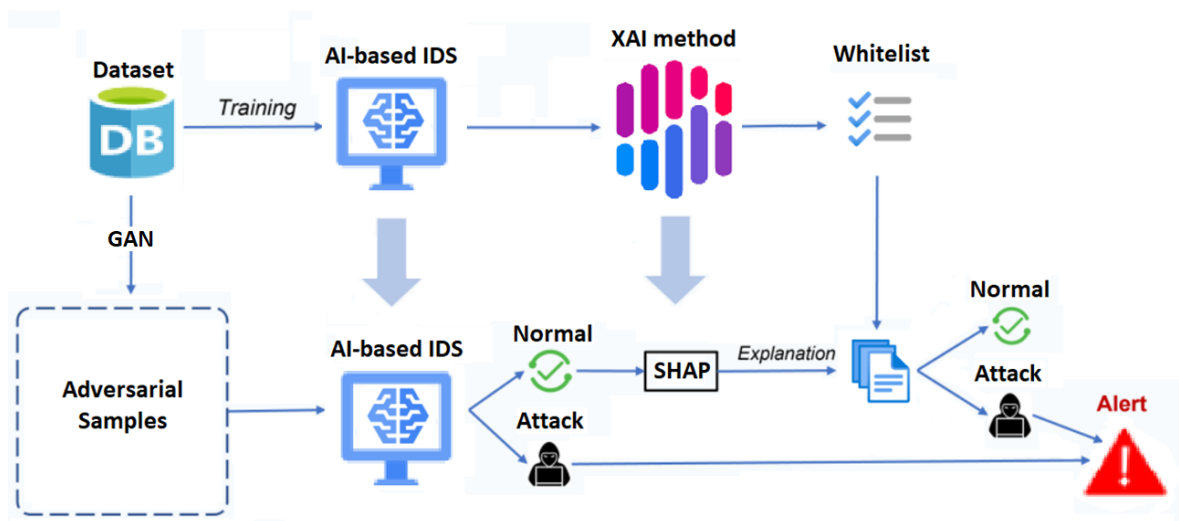 Dataset
DB
Training
AI-based IDS
XAI method
Whitelist
GAN
Adversarial
Samples
AI-based IDS
Normal
Attack
SHAP
Explanation
Normal
Attack
Alert